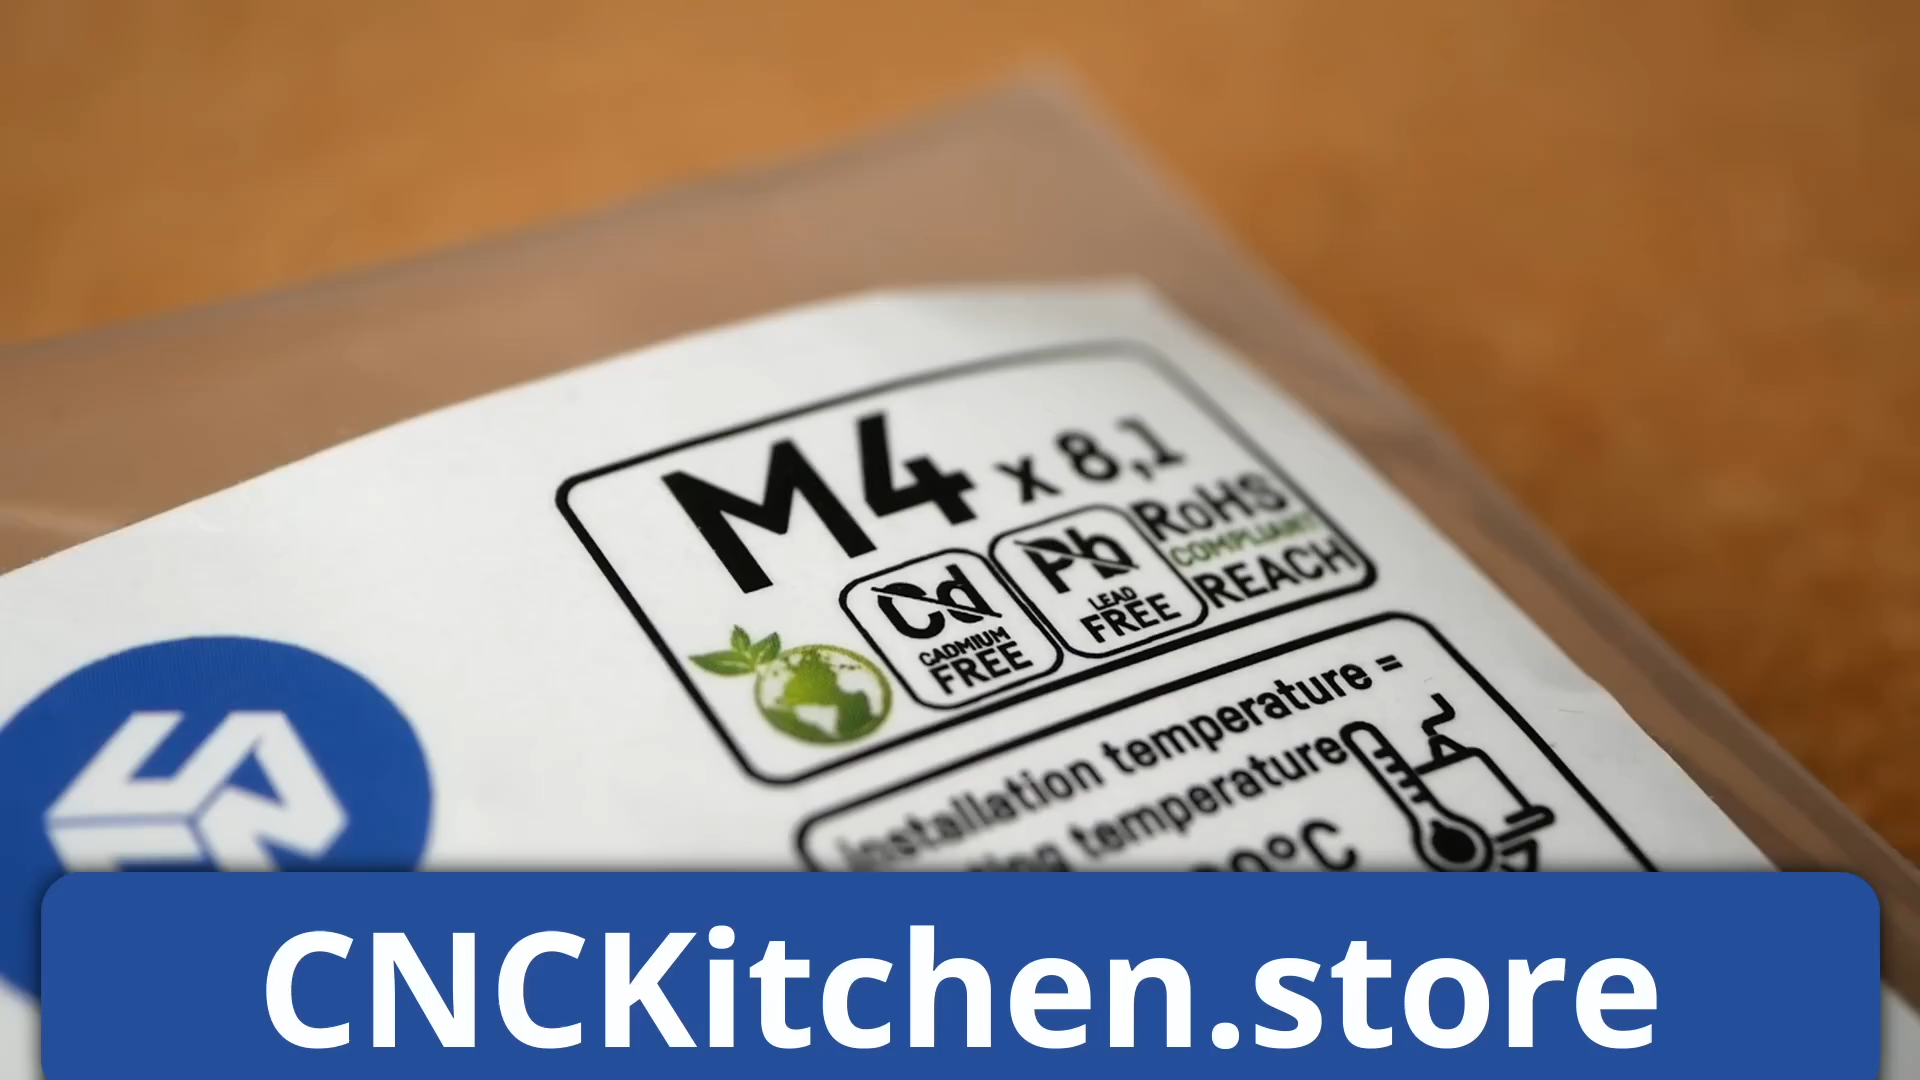 M4 x 8,1
Cd
CADMIUM
FREE
Pb
LEAD
FREE
RoHS
COMPLIANT
REACH
installation temperature =
temperature
°C
CNCKitchen.store